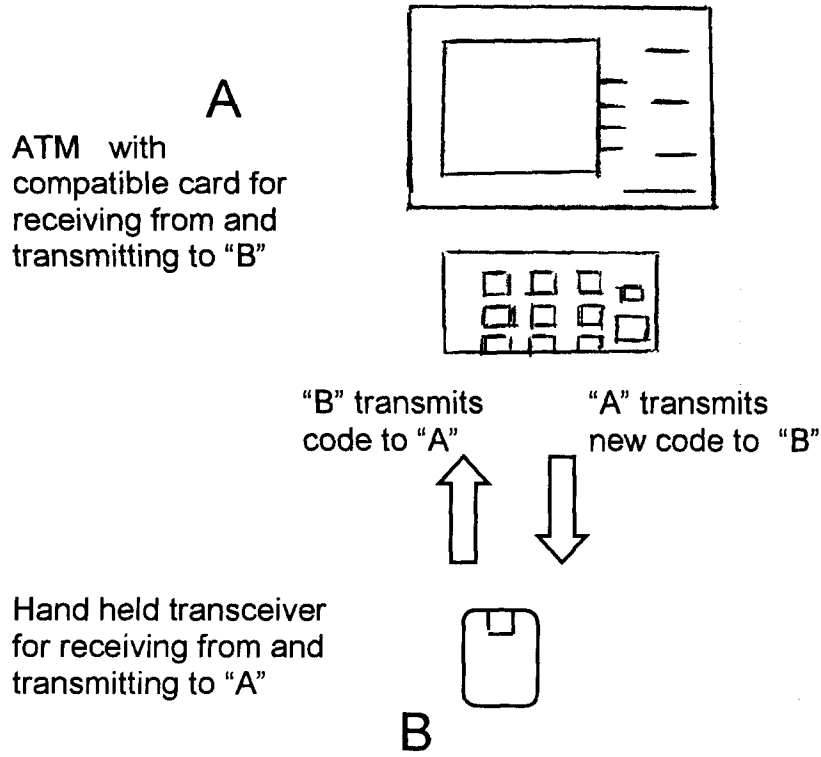 A
ATM with
compatible card for
receiving from and
transmitting to “B”
“B” transmits
code to “A”
“A” transmits
new code to “B”
Hand held transceiver
for receiving from and
transmitting to “A”
B